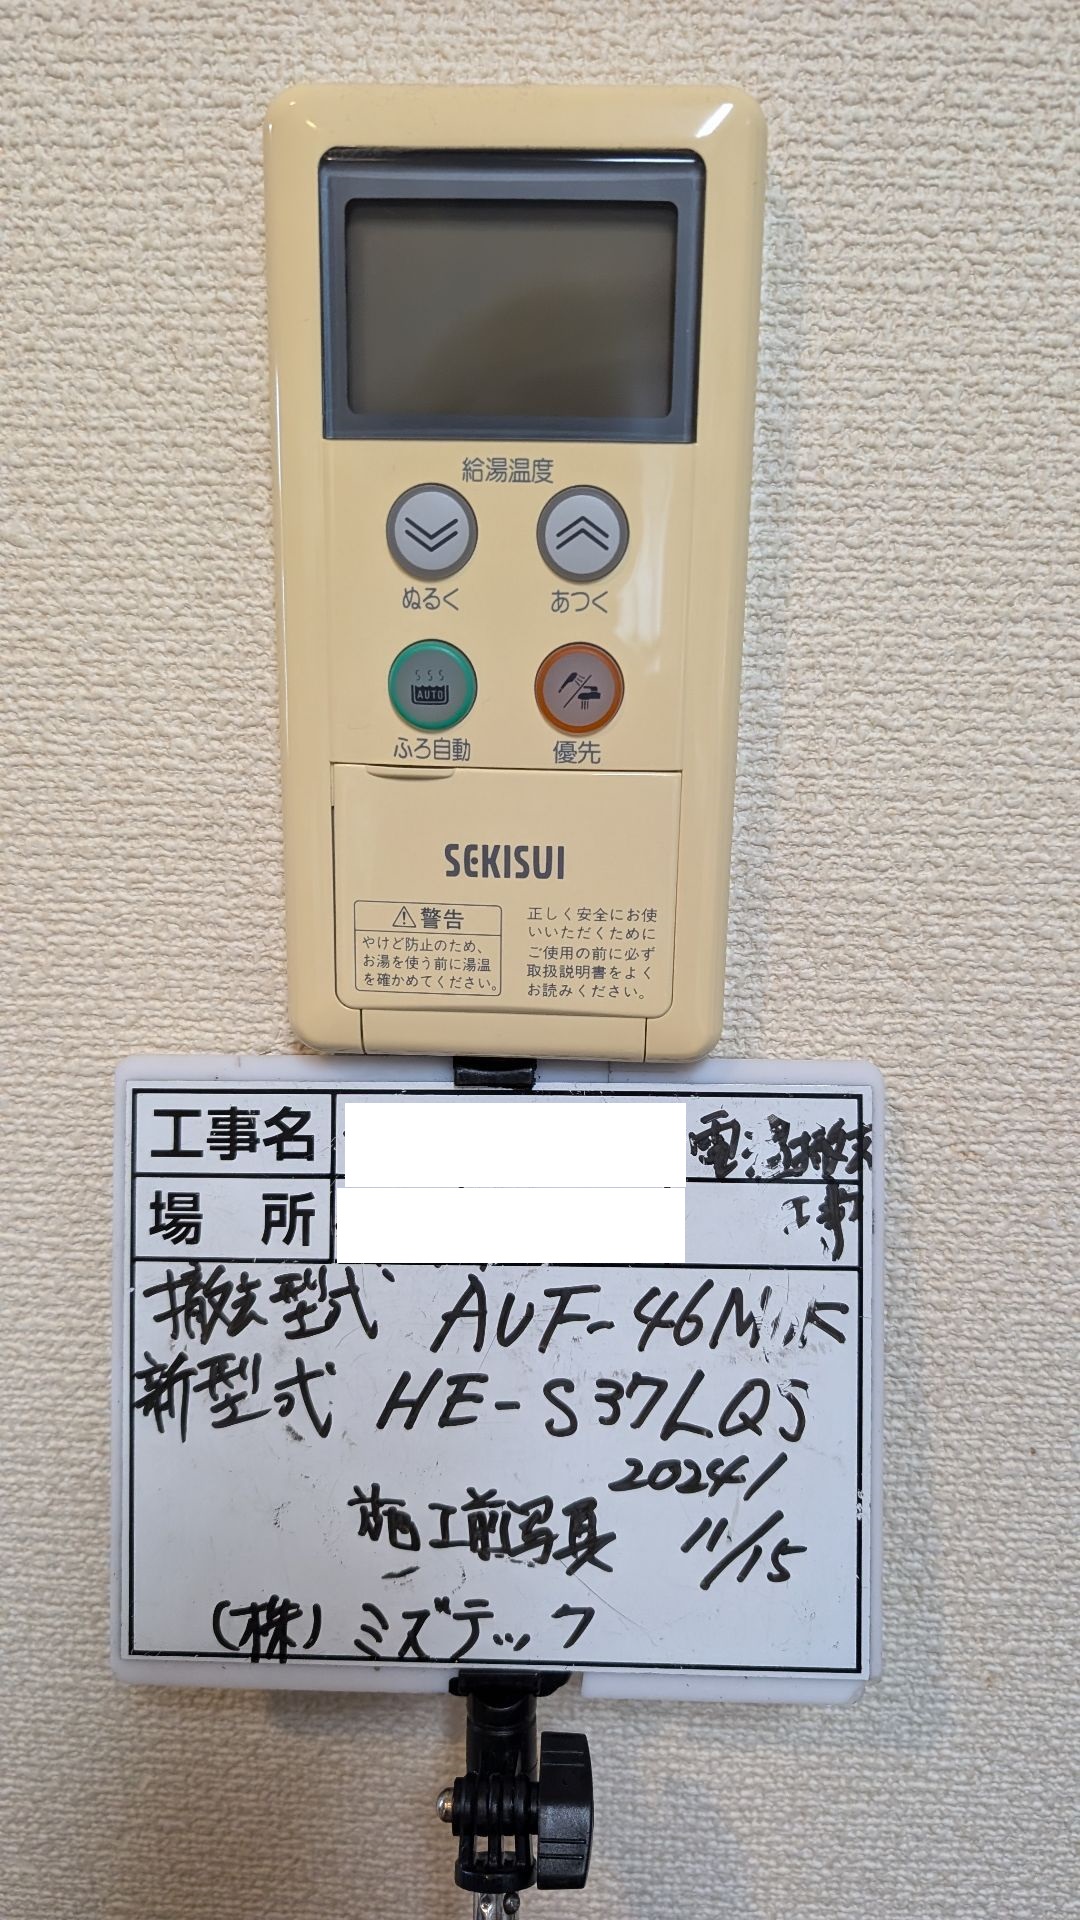 給湯温度
ぬるく あつく
AUTO
ふろ自動 優先
SEKISUI
警告
やけど防止のため、
お湯を使う前に湯温
を確かめてください。
正しく安全にお使
いいただくために
ご使用の前に必ず
取扱説明書をよく
お読みください。
工事名 電温撤去
場所 工事
撤去型式 AUF-46M
新型式 HE-S37LQS
2024/
施工前写真 11/15
(株)ミズテック